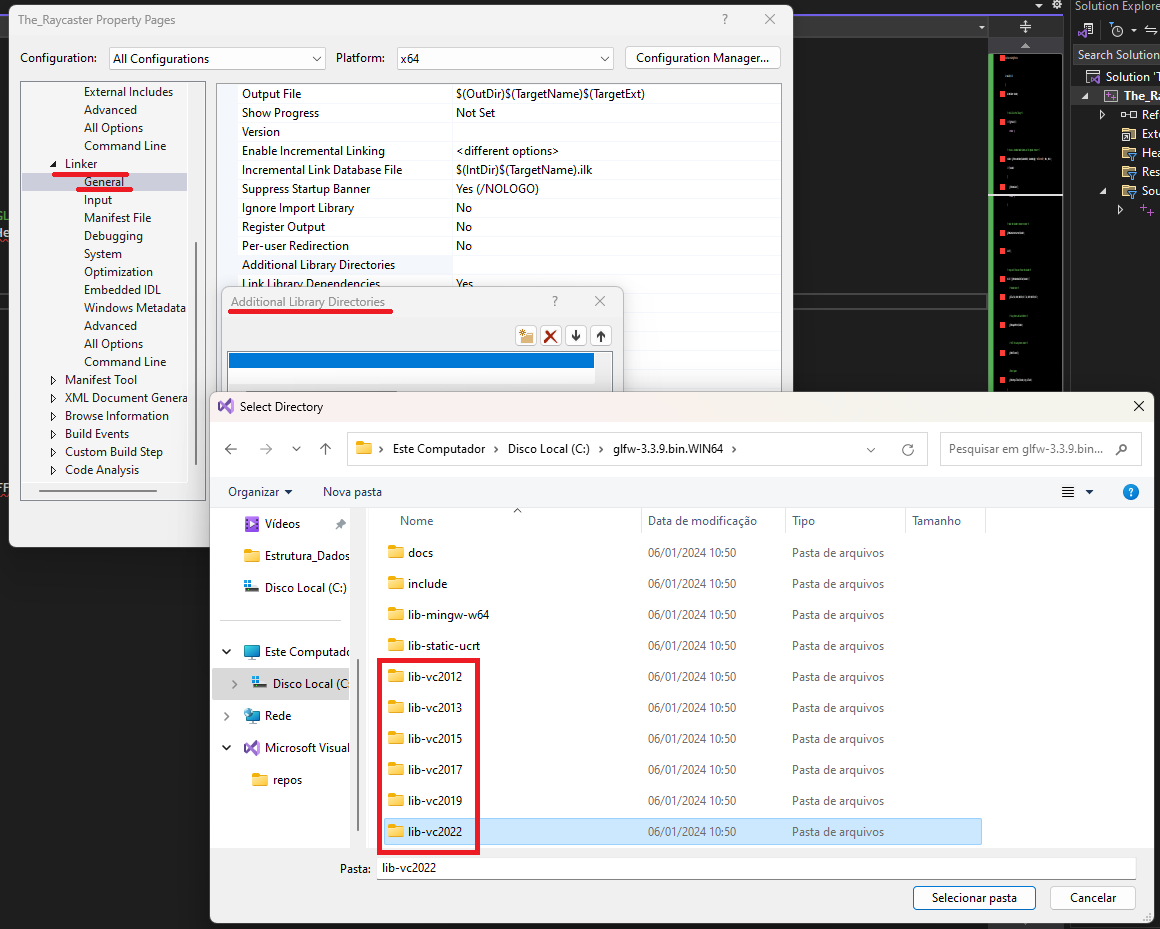 The_Raycaster Property Pages
?
Solution Explore
Configuration: All Configurations Platform: x64 Configuration Manager...
Search Solution
Solution 'T
The_Ra
Ref
Exte
Hea
Res
Sou
External Includes
Advanced
All Options
Command Line
Linker
General
Input
Manifest File
Debugging
System
Optimization
Embedded IDL
Windows Metadata
Advanced
All Options
Command Line
Manifest Tool
XML Document Genera
Browse Information
Build Events
Custom Build Step
Code Analysis
Output File $(OutDir)$(TargetName)$(TargetExt)
Show Progress Not Set
Version
Enable Incremental Linking <different options>
Incremental Link Database File $(IntDir)$(TargetName).ilk
Suppress Startup Banner Yes (/NOLOGO)
Ignore Import Library No
Register Output No
Per-user Redirection No
Additional Library Directories
Link Library Dependencies Yes
Additional Library Directories
?
Select Directory
Este Computador > Disco Local (C:) > glfw-3.3.9.bin.WIN64 >
Pesquisar em glfw-3.3.9.bin...
Organizar Nova pasta
?
Vídeos
Estrutura_Dados
Disco Local (C:)
Este Computado
Disco Local (C:
Rede
Microsoft Visual
repos
Nome Data de modificação Tipo Tamanho
docs 06/01/2024 10:50 Pasta de arquivos
include 06/01/2024 10:50 Pasta de arquivos
lib-mingw-w64 06/01/2024 10:50 Pasta de arquivos
lib-static-ucrt 06/01/2024 10:50 Pasta de arquivos
lib-vc2012 06/01/2024 10:50 Pasta de arquivos
lib-vc2013 06/01/2024 10:50 Pasta de arquivos
lib-vc2015 06/01/2024 10:50 Pasta de arquivos
lib-vc2017 06/01/2024 10:50 Pasta de arquivos
lib-vc2019 06/01/2024 10:50 Pasta de arquivos
lib-vc2022 06/01/2024 10:50 Pasta de arquivos
Pasta: lib-vc2022
Selecionar pasta Cancelar